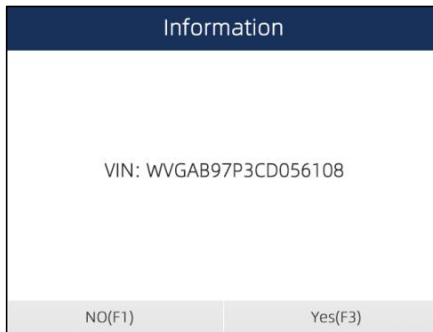 Information
VIN: WVGAB97P3CD056108
NO(F1) Yes(F3)